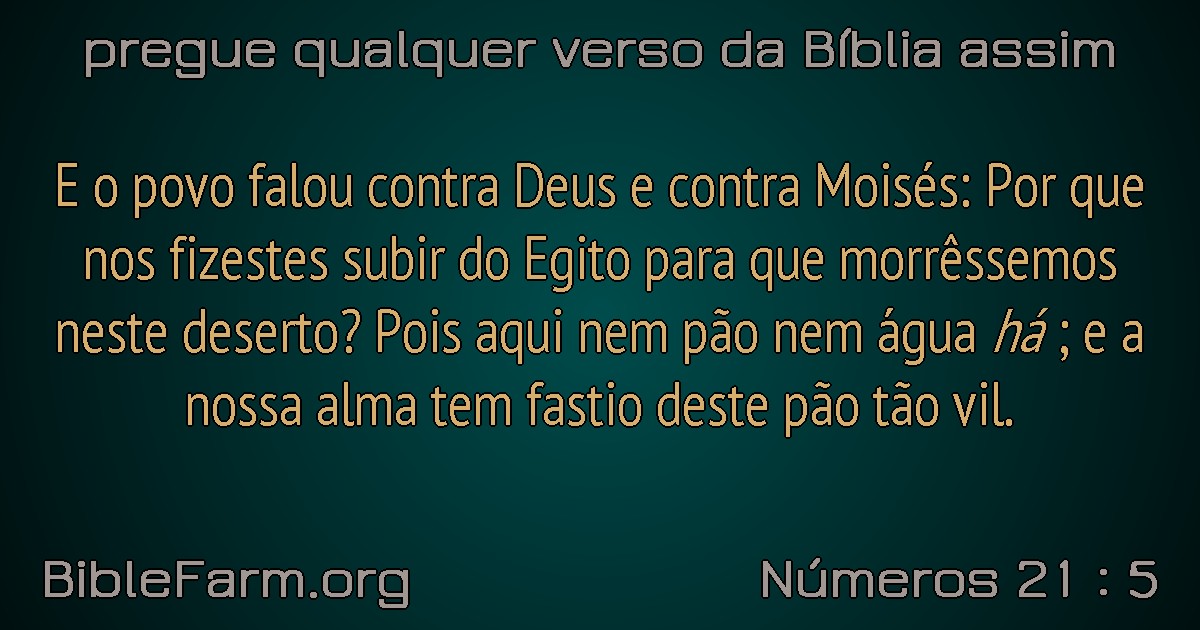 pregue qualquer verso da Bíblia assim
E o povo falou contra Deus e contra Moisés: Por que
nos fizestes subir do Egito para que morrêssemos
neste deserto? Pois aqui nem pão nem água há ; e a
nossa alma tem fastio deste pão tão vil.
BibleFarm.org
Números 21 : 5